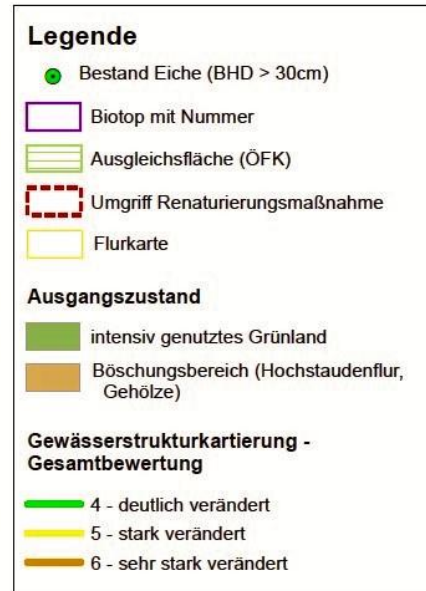 Legende
Bestand Eiche (BHD > 30cm)
Biotop mit Nummer
Ausgleichsfläche (ÖFK)
Umgriff Renaturierungsmaßnahme
Flurkarte
Ausgangszustand
intensiv genutztes Grünland
Böschungsbereich (Hochstaudenflur,
Gehölze)
Gewässerstrukturkartierung -
Gesamtbewertung
4 - deutlich verändert
5 - stark verändert
6 - sehr stark verändert